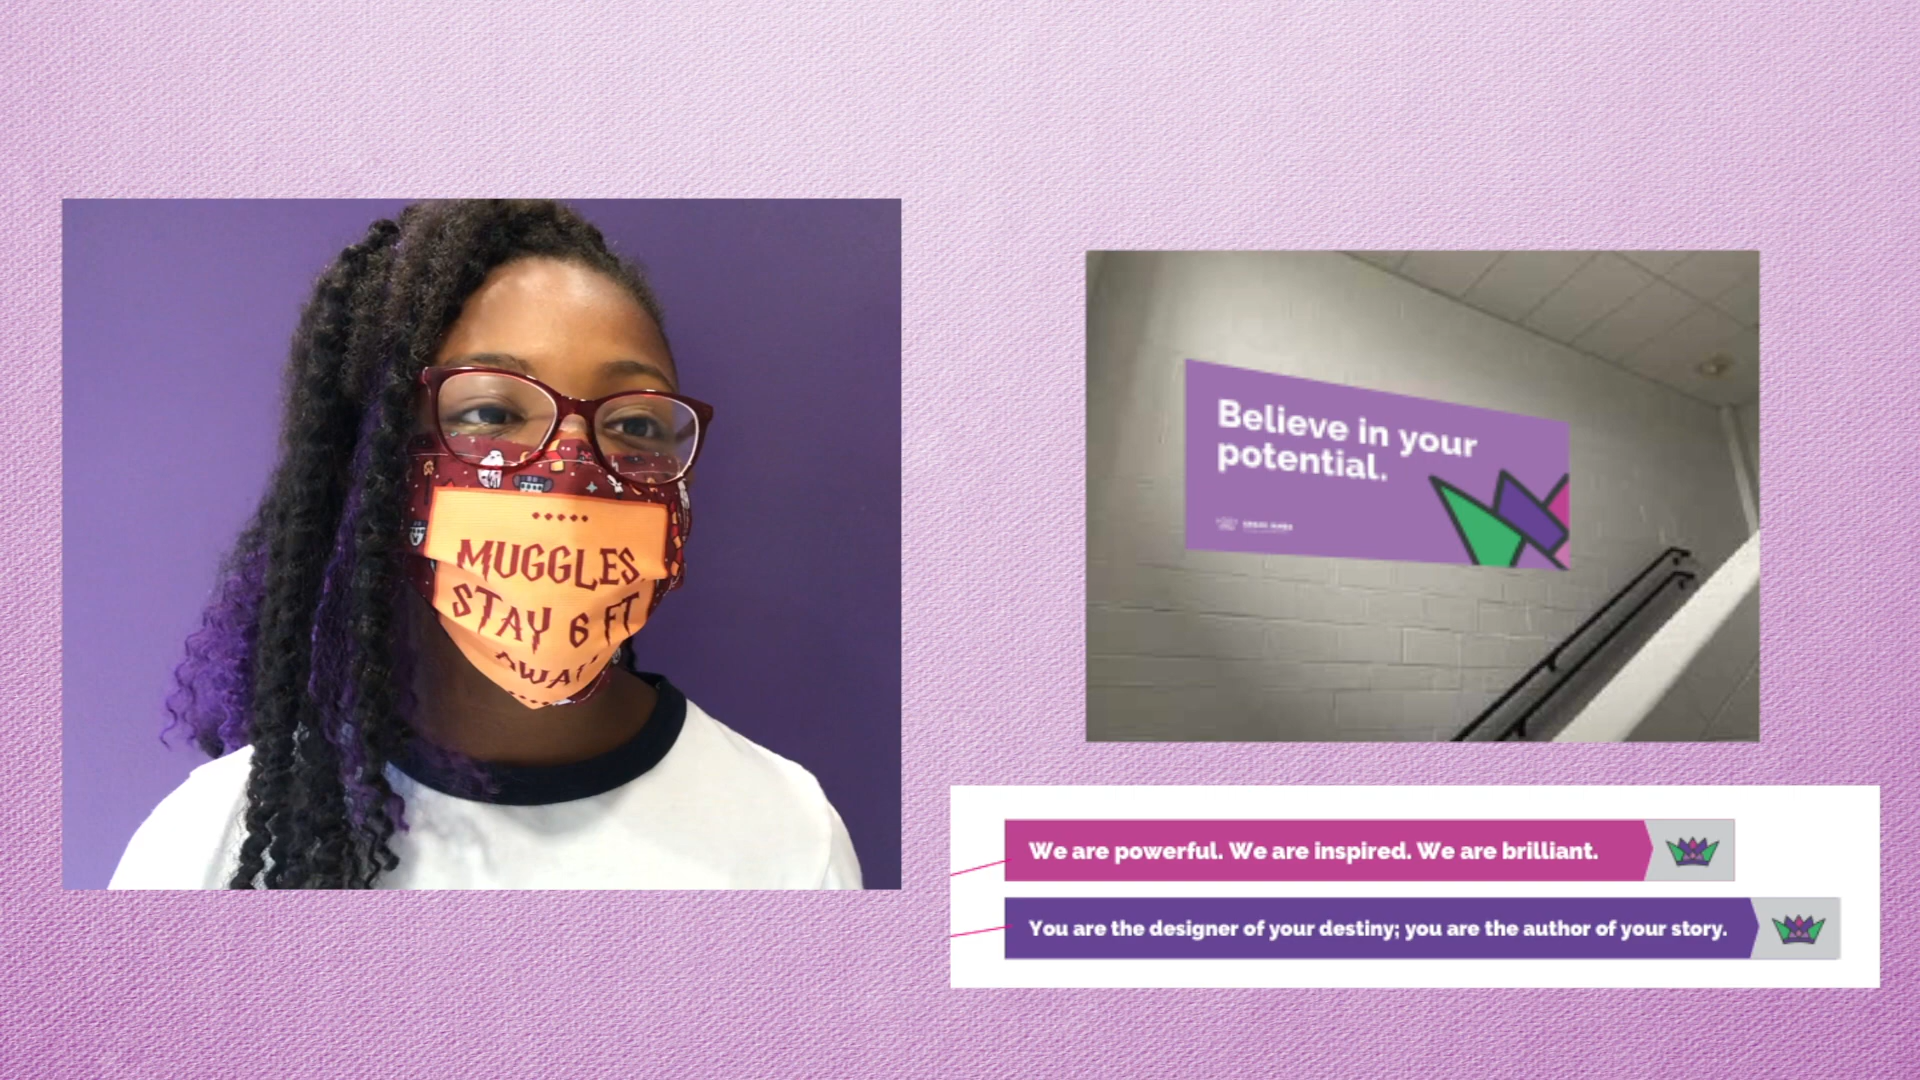 MUGGLES
STAY 6 FT
AWAY
Believe in your
potential.
We are powerful. We are inspired. We are brilliant.
You are the designer of your destiny; you are the author of your story.